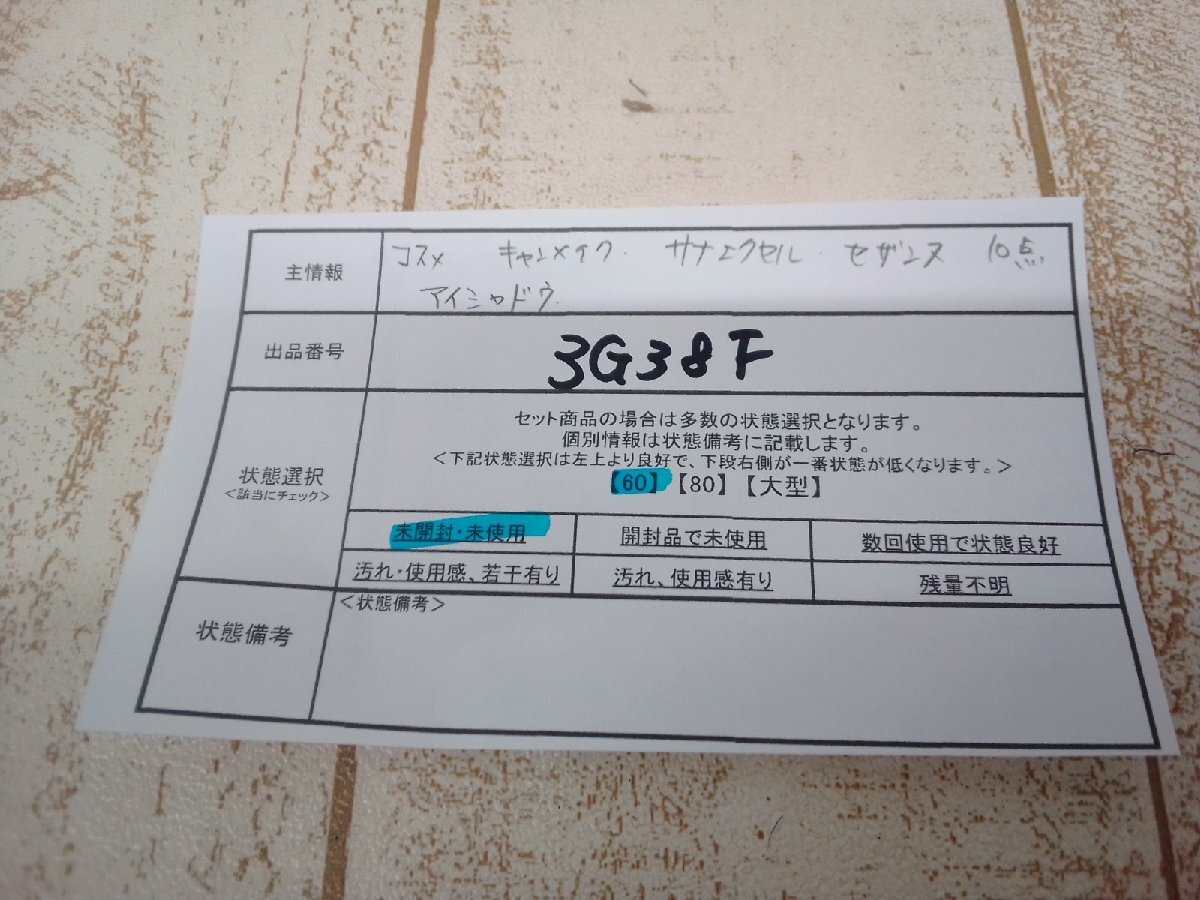 主情報
コスメ キャンメイク. サナエクセル. セザンヌ 10点
アイシャドウ.
出品番号
3G38F
状態選択
<該当にチェック>
セット商品の場合は多数の状態選択となります。
個別情報は状態備考に記載します。
<下記状態選択は左上より良好で、下段右側が一番状態が低くなります。>
【60】【80】【大型】
未開封・未使用 開封品で未使用 数回使用で状態良好
汚れ・使用感、若干有り 汚れ、使用感有り 残量不明
状態備考
<状態備考>